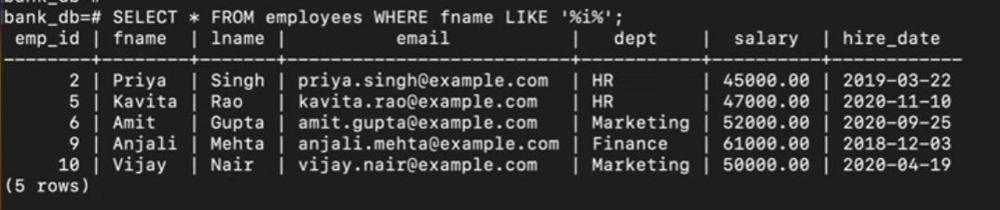 bank_db=# SELECT * FROM employees WHERE fname LIKE '%i%';
 emp_id | fname  | lname |           email           |   dept    |  salary  | hire_date
--------+--------+-------+---------------------------+-----------+----------+------------
      2 | Priya  | Singh | priya.singh@example.com   | HR        | 45000.00 | 2019-03-22
      5 | Kavita | Rao   | kavita.rao@example.com    | HR        | 47000.00 | 2020-11-10
      6 | Amit   | Gupta | amit.gupta@example.com    | Marketing | 52000.00 | 2020-09-25
      9 | Anjali | Mehta | anjali.mehta@example.com  | Finance   | 61000.00 | 2018-12-03
     10 | Vijay  | Nair  | vijay.nair@example.com    | Marketing | 50000.00 | 2020-04-19
(5 rows)